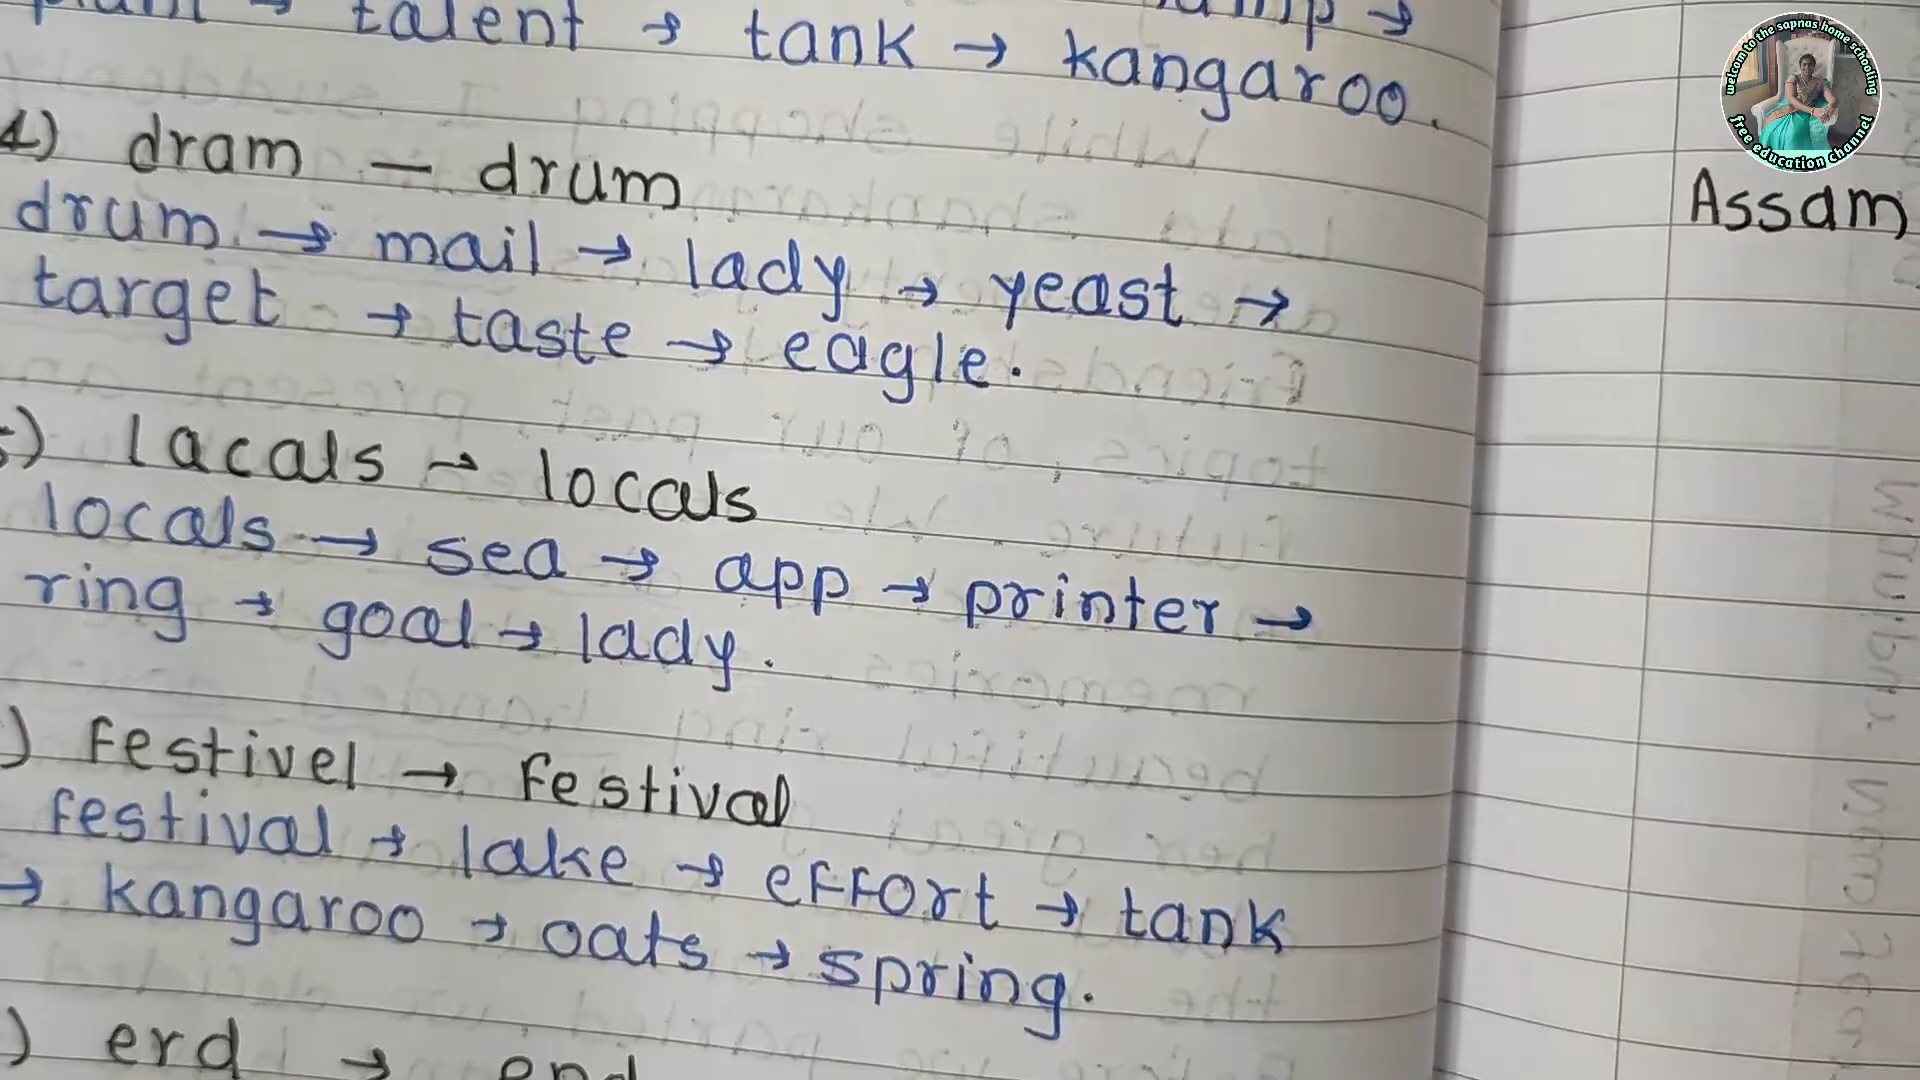 talent → tank → kangaroo.
4) dram – drum
drum → mail → lady → yeast →
target → taste → eagle.
) lacals → locals
locals → sea → app → printer →
ring → goal → lady.
) Festivel → Festival
Festival → lake → effort → tank
→ kangaroo → oats → spring.
) erd → end
Assam
welcom to the sapnas home schooling
free education channel